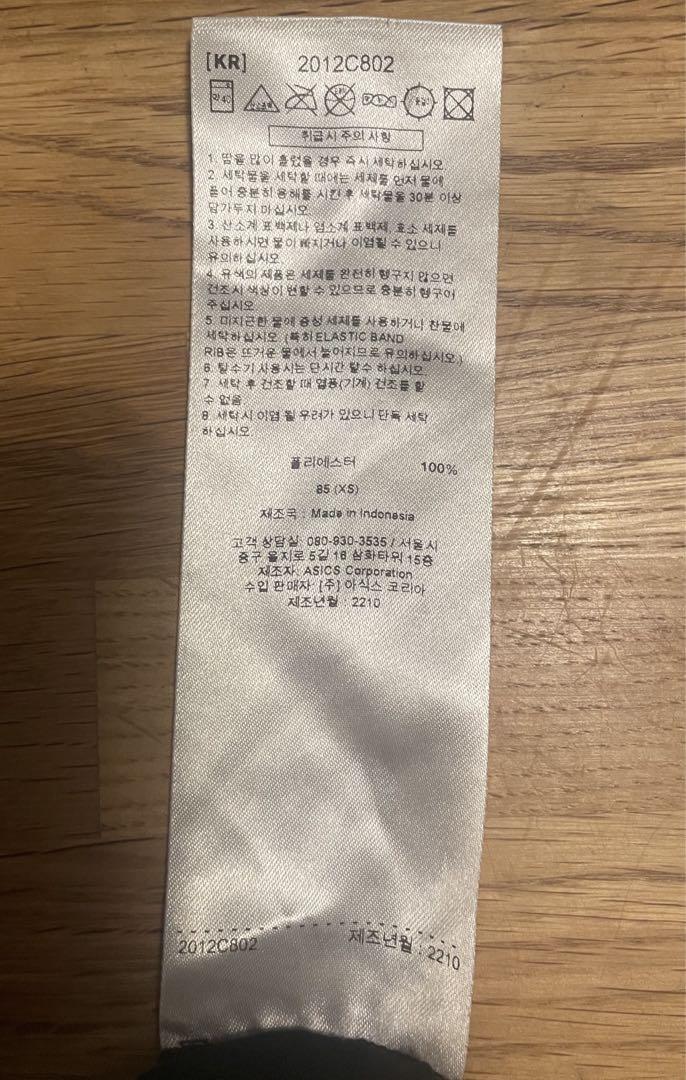 [KR] 2012C802
취급시 주의 사항
1. 땀을 많이 흘렸을 경우 즉시 세탁하십시오.
2. 세탁물을 세탁할 때에는 세제를 먼저 물에
풀어 충분히 용해를 시킨 후 세탁물을 30분 이상
담가두지 마십시오.
3. 산소계 표백제나 염소계 표백제, 효소 세제를
사용하시면 물이 빠지거나 이염될 수 있으니
유의하십시오.
4. 유색의 제품은 세제를 완전히 헹구지 않으면
건조시 색상이 변할 수 있으므로 충분히 헹구어
주십시오.
5. 미지근한 물에 중성 세제를 사용하거나 찬물에
세탁하십시오. (특히 ELASTIC BAND
RIB은 뜨거운 물에서 늘어지므로 유의하십시오.)
6. 탈수기 사용시는 단시간 탈수 하십시오.
7. 세탁 후 건조할 때 열풍(기계) 건조를 할
수 없음
8. 세탁시 이염 될 우려가 있으니 단독 세탁
하십시오.
폴리에스터 100%
85 (XS)
제조국 : Made in Indonesia
고객 상담실: 080-930-3535 / 서울시
중구 을지로 5길 16 삼화타워 15층
제조자: ASICS Corporation
수입 판매자: [주] 아식스 코리아
제조년월 : 2210
2012C802 제조년월 : 2210